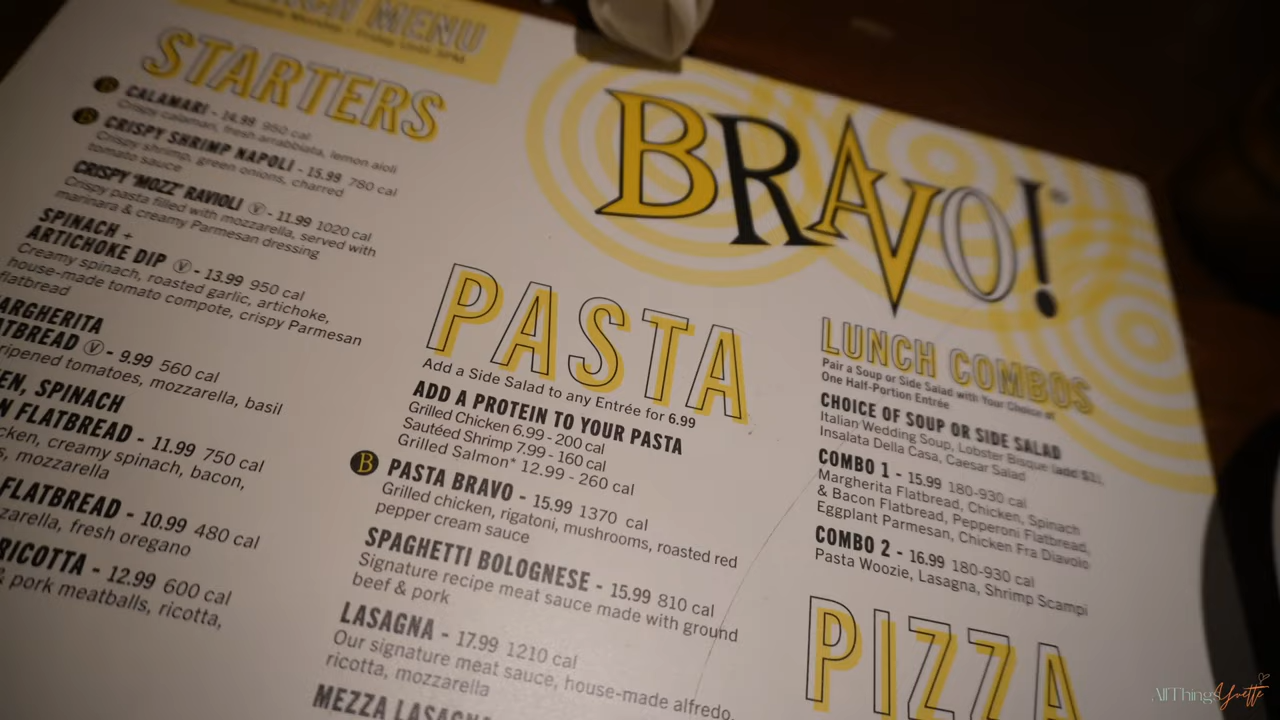 MENU
STARTERS
CALAMARI - 14.99 950 cal
Crispy calamari, fresh arrabbiata, lemon aioli
CRISPY SHRIMP NAPOLI - 15.99 780 cal
Crispy shrimp, green onions, charred
tomato sauce
CRISPY "MOZZ" RAVIOLI V - 11.99 1020 cal
Crispy pasta filled with mozzarella, served with
marinara & creamy Parmesan dressing
SPINACH +
ARTICHOKE DIP V - 13.99 950 cal
Creamy spinach, roasted garlic, artichoke,
house-made tomato compote, crispy Parmesan
flatbread
V - 9.99 560 cal
tomatoes, mozzarella, basil
SPINACH
FLATBREAD - 11.99 750 cal
creamy spinach, bacon,
mozzarella
FLATBREAD - 10.99 480 cal
fresh oregano
RICOTTA - 12.99 600 cal
& pork meatballs, ricotta,
BRAVO!®
PASTA
Add a Side Salad to any Entrée for 6.99
ADD A PROTEIN TO YOUR PASTA
Grilled Chicken 6.99 - 200 cal
Sautéed Shrimp 7.99 - 160 cal
Grilled Salmon* 12.99 - 260 cal
B PASTA BRAVO - 15.99 1370 cal
Grilled chicken, rigatoni, mushrooms, roasted red
pepper cream sauce
SPAGHETTI BOLOGNESE - 15.99 810 cal
Signature recipe meat sauce made with ground
beef & pork
LASAGNA - 17.99 1210 cal
Our signature meat sauce, house-made alfredo,
ricotta, mozzarella
MEZZA LASAGNA
LUNCH COMBOS
Pair a Soup or Side Salad with Your Choice of
One Half-Portion Entrée
CHOICE OF SOUP OR SIDE SALAD
Italian Wedding Soup, Lobster Bisque (add $1),
Insalata Della Casa, Caesar Salad
COMBO 1 - 15.99 180-930 cal
Margherita Flatbread, Chicken, Spinach
& Bacon Flatbread, Pepperoni Flatbread,
Eggplant Parmesan, Chicken Fra Diavolo
COMBO 2 - 16.99 180-930 cal
Pasta Woozie, Lasagna, Shrimp Scampi
PIZZA
AllThingsYvette